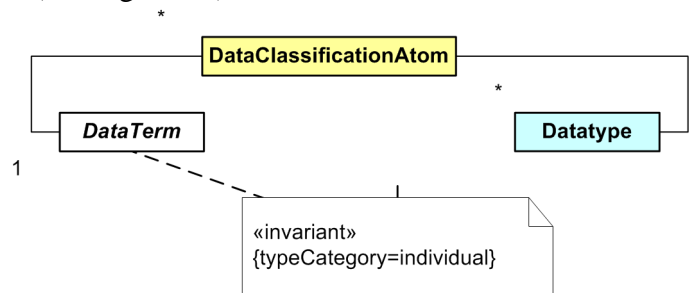 *
DataClassificationAtom
*
DataTerm
Datatype
1
«invariant»
{typeCategory=individual}